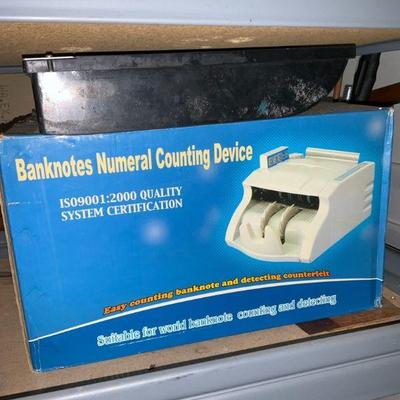 Banknotes Numeral Counting Device
ISO9001:2000 QUALITY
SYSTEM CERTIFICATION
Easy counting banknote and detecting counterfeit
Suitable for world banknote counting and detecting